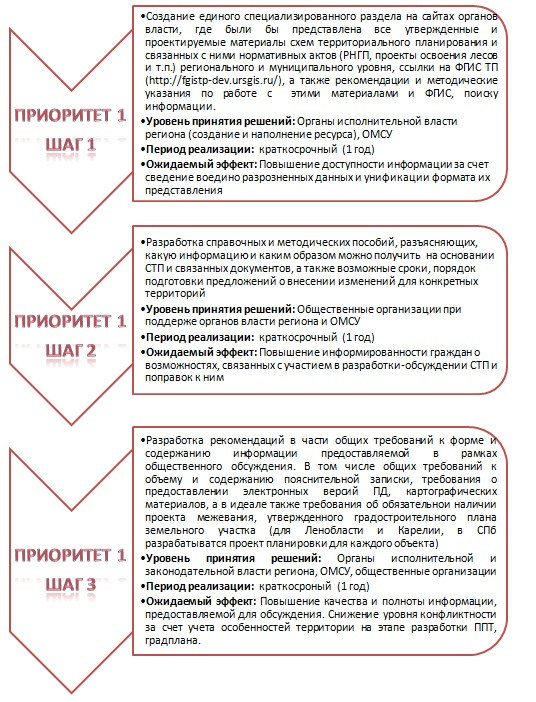 ПРИОРИТЕТ 1
ШАГ 1
•Создание единого специализированного раздела на сайтах органов
власти, где были бы представлена все утвержденные и
проектируемые материалы схем территориального планирования и
связанных с ними нормативных актов (РНГП, проекты освоения лесов
и т.п.) регионального и муниципального уровня, ссылки на ФГИС ТП
(http://fgistp-dev.ursgis.ru/), а также рекомендации и методические
указания по работе с этими материалами и ФГИС, поиску
информации.
•Уровень принятия решений: Органы исполнительной власти
региона (создание и наполнение ресурса), ОМСУ
•Период реализации: краткосрочный (1 год)
•Ожидаемый эффект: Повышение доступности информации за счет
сведение воедино разрозненных данных и унификации формата их
представления
ПРИОРИТЕТ 1
ШАГ 2
•Разработка справочных и методических пособий, разъясняющих,
какую информацию и каким образом можно получить на основании
СТП и связанных документов, а также возможные сроки, порядок
подготовки предложений о внесении изменений для конкретных
территорий
•Уровень принятия решений: Общественные организации при
поддержке органов власти региона и ОМСУ
•Период реализации: краткосрочный (1 год)
•Ожидаемый эффект: Повышение информированности граждан о
возможностях, связанных с участием в разработки-обсуждении СТП и
поправок к ним
ПРИОРИТЕТ 1
ШАГ 3
•Разработка рекомендаций в части общих требований к форме и
содержанию информации предоставляемой в рамках
общественного обсуждения. В том числе общих требований к
объему и содержанию пояснительной записки, требования о
предоставлении электронных версий ПД, картографических
материалов, а в идеале также требования об обязательнои наличии
проекта межевания, утвержденного градостроительного плана
земельного участка (для Ленобласти и Карелии, в СПб
разрабатыватся проект планировки для каждого объекта)
•Уровень принятия решений: Органы исполнительной и
законодательной власти региона, ОМСУ, общественные организации
•Период реализации: краткосроный (1 год)
•Ожидаемый эффект: Повышение качества и полноты информации,
предоставляемой для обсуждения. Снижение уровня конфликтности
за счет учета особенностей территории на этапе разработки ППТ,
градплана.